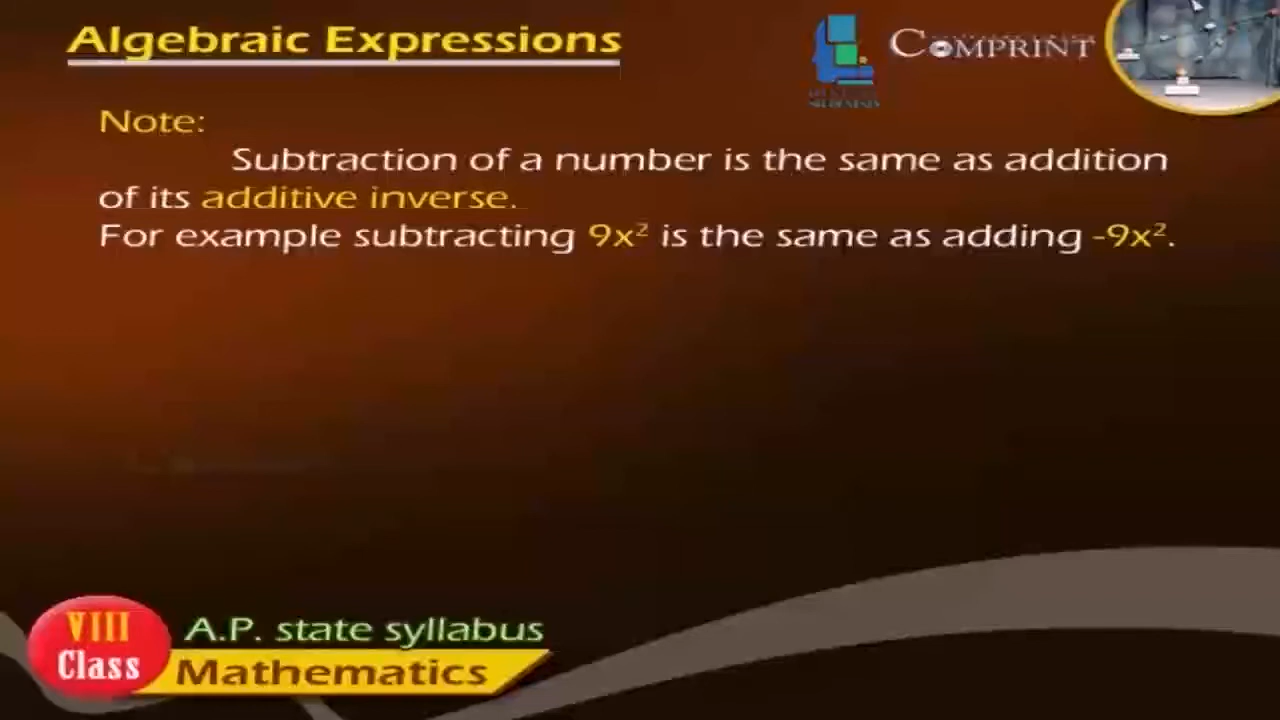 Algebraic Expressions
COMPRINT
Note:
Subtraction of a number is the same as addition
of its additive inverse.
For example subtracting 9x² is the same as adding -9x².
VIII
Class
A.P. state syllabus
Mathematics